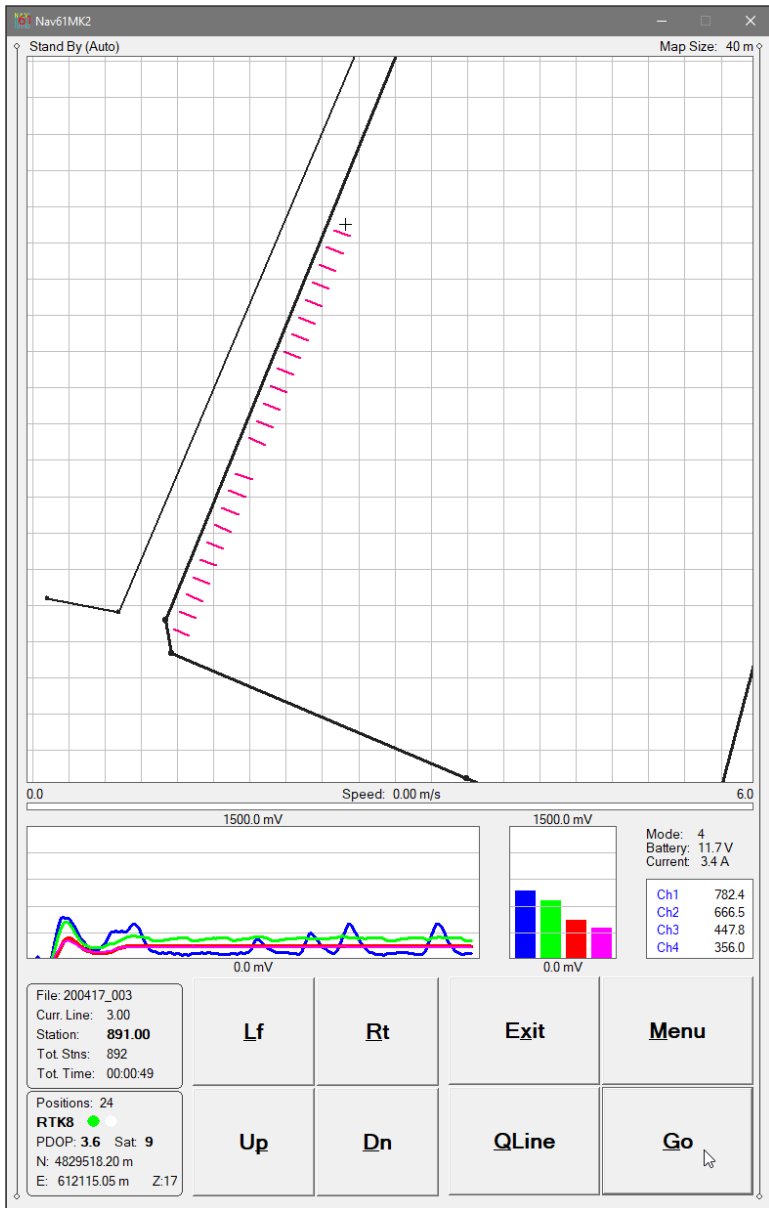 NAV
61 Nav61MK2
Stand By (Auto) Map Size: 40 m
0.0 Speed: 0.00 m/s 6.0
1500.0 mV
0.0 mV
1500.0 mV
0.0 mV
Mode: 4
Battery: 11.7 V
Current: 3.4 A
Ch1 782.4
Ch2 666.5
Ch3 447.8
Ch4 356.0
File: 200417_003
Curr. Line: 3.00
Station: 891.00
Tot. Stns: 892
Tot. Time: 00:00:49
Positions: 24
RTK8
PDOP: 3.6 Sat: 9
N: 4829518.20 m
E: 612115.05 m Z:17
Lf
Rt
Exit
Menu
Up
Dn
QLine
Go